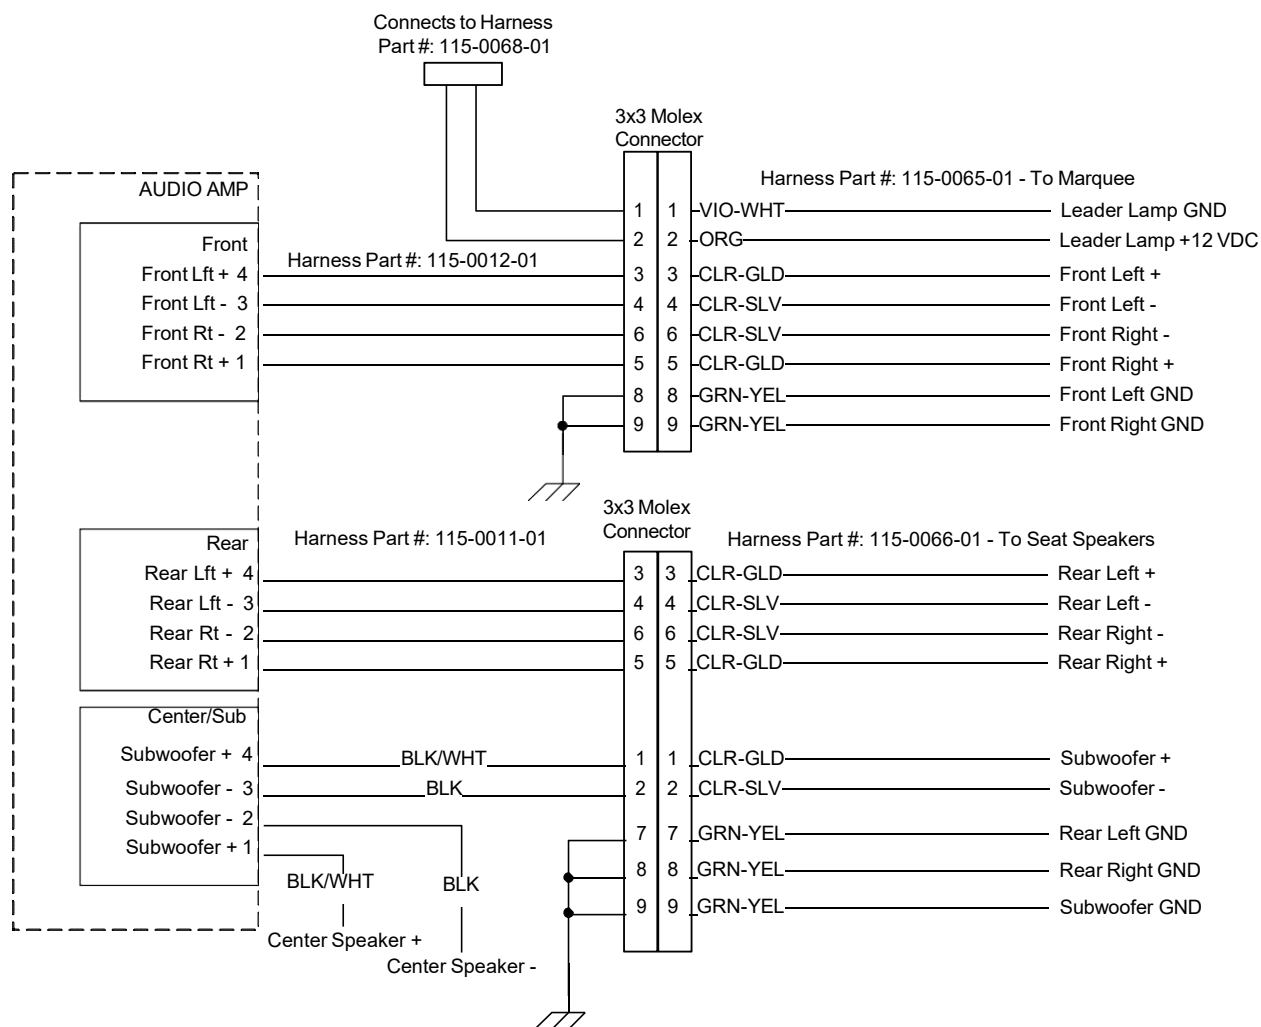 Connects to Harness
Part #: 115-0068-01
3x3 Molex
Connector
Harness Part #: 115-0065-01 - To Marquee
AUDIO AMP
1 1 VIO-WHT Leader Lamp GND
Front 2 2 ORG Leader Lamp +12 VDC
Harness Part #: 115-0012-01
Front Lft + 4 3 3 CLR-GLD Front Left +
Front Lft - 3 4 4 CLR-SLV Front Left -
Front Rt - 2 6 6 CLR-SLV Front Right -
Front Rt + 1 5 5 CLR-GLD Front Right +
8 8 GRN-YEL Front Left GND
9 9 GRN-YEL Front Right GND
3x3 Molex
Connector
Rear Harness Part #: 115-0011-01 Harness Part #: 115-0066-01 - To Seat Speakers
Rear Lft + 4 3 3 CLR-GLD Rear Left +
Rear Lft - 3 4 4 CLR-SLV Rear Left -
Rear Rt - 2 6 6 CLR-SLV Rear Right -
Rear Rt + 1 5 5 CLR-GLD Rear Right +
Center/Sub
Subwoofer + 4 BLK/WHT 1 1 CLR-GLD Subwoofer +
Subwoofer - 3 BLK 2 2 CLR-SLV Subwoofer -
Subwoofer - 2
Subwoofer + 1
7 7 GRN-YEL Rear Left GND
BLK/WHT BLK 8 8 GRN-YEL Rear Right GND
9 9 GRN-YEL Subwoofer GND
Center Speaker +
Center Speaker -